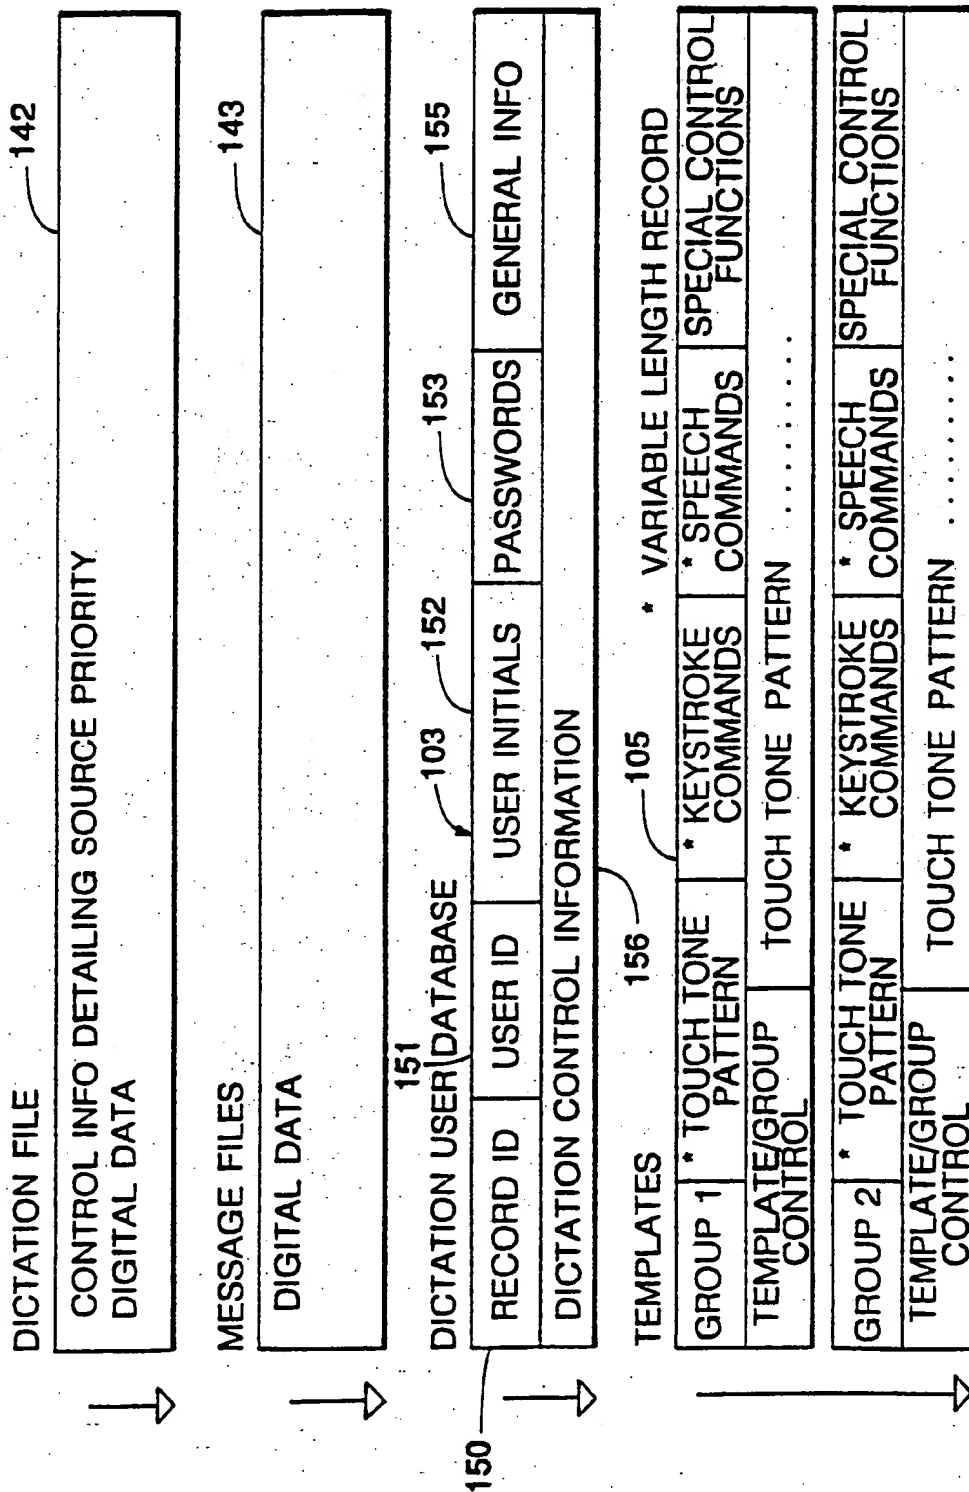 DICTATION FILE
142
CONTROL INFO DETAILING SOURCE PRIORITY
DIGITAL DATA
MESSAGE FILES
143
DIGITAL DATA
DICTATION USER DATABASE
150
151
103
152
153
155
RECORD ID
USER ID
USER INITIALS
PASSWORDS
GENERAL INFO
DICTATION CONTROL INFORMATION
156
TEMPLATES
105
* VARIABLE LENGTH RECORD
GROUP 1
* TOUCH TONE
PATTERN
* KEYSTROKE
COMMANDS
* SPEECH
COMMANDS
SPECIAL CONTROL
FUNCTIONS
TEMPLATE/GROUP
CONTROL
TOUCH TONE PATTERN ..........
GROUP 2
* TOUCH TONE
PATTERN
* KEYSTROKE
COMMANDS
* SPEECH
COMMANDS
SPECIAL CONTROL
FUNCTIONS
TEMPLATE/GROUP
CONTROL
TOUCH TONE PATTERN .........